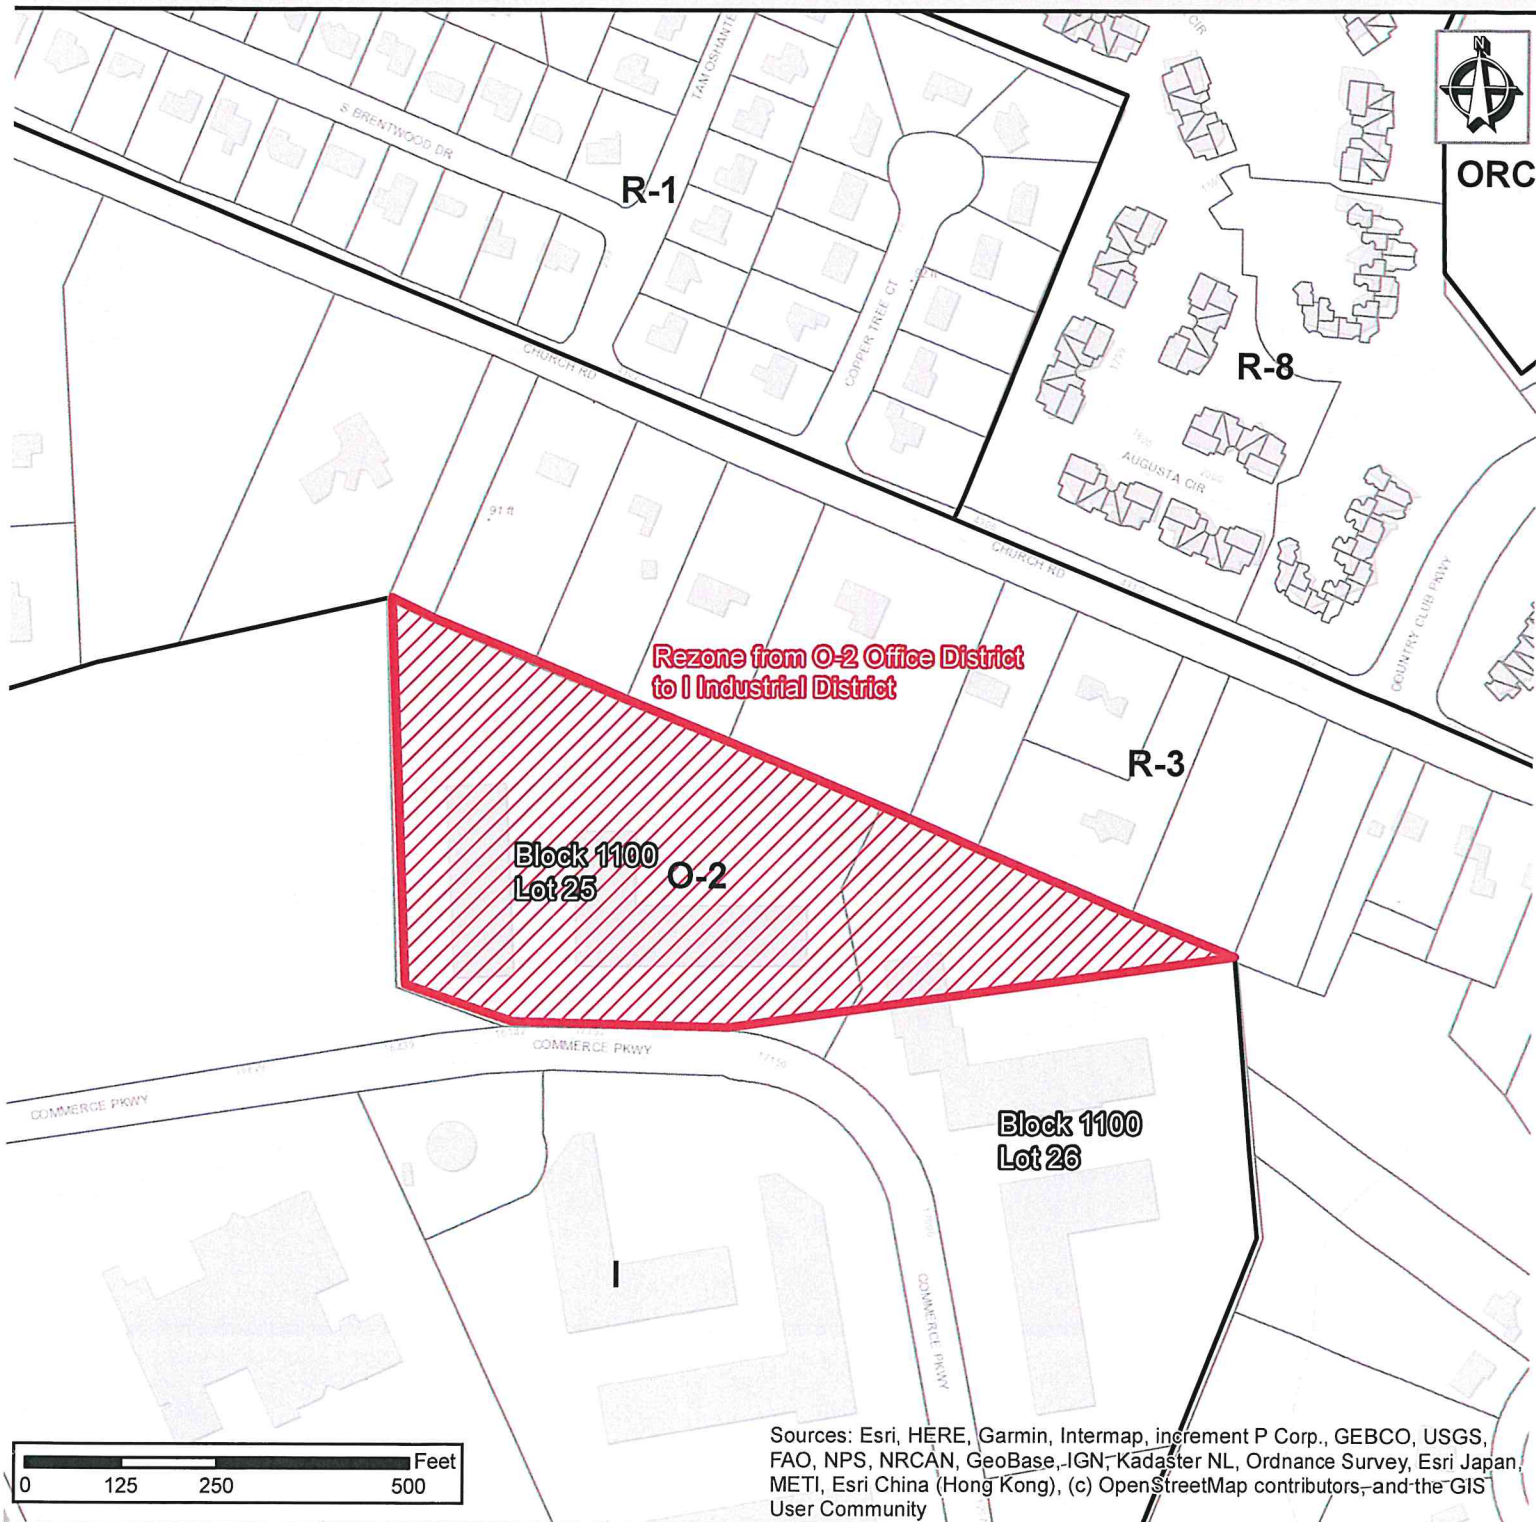 CIR
N
TAMOSHANTE
S BRENTWOOD DR
R-1
ORC
COPPER TREE CT
R-8
CHURCH RD
AUGUSTA CIR
91 ft
CHURCH RD
COUNTRY CLUB PKWY
Rezone from O-2 Office District
to I Industrial District
R-3
Block 1100
Lot 25
O-2
COMMERCE PKWY
COMMERCE PKWY
Block 1100
Lot 26
I
COMMERCE PKWY
Feet
0 125 250 500
Sources: Esri, HERE, Garmin, Intermap, increment P Corp., GEBCO, USGS,
FAO, NPS, NRCAN, GeoBase, IGN, Kadaster NL, Ordnance Survey, Esri Japan,
METI, Esri China (Hong Kong), (c) OpenStreetMap contributors, and the GIS
User Community